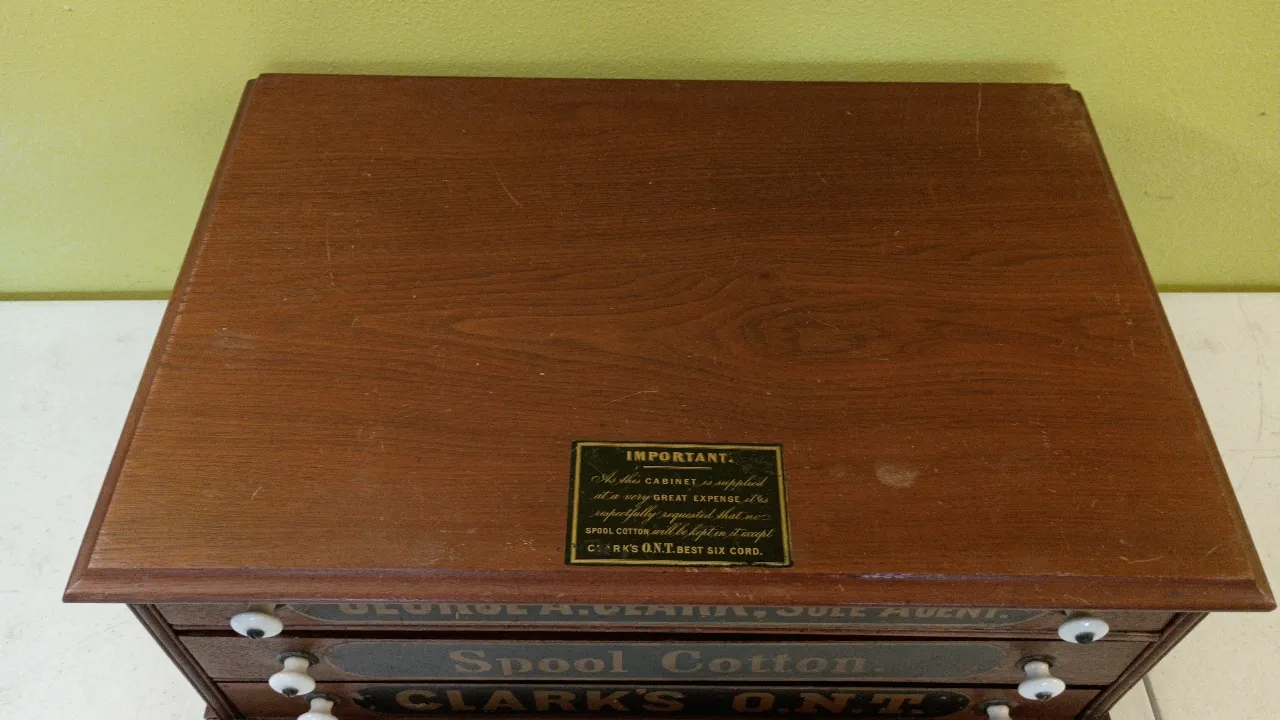 IMPORTANT.
As this CABINET is supplied
at a very GREAT EXPENSE it is
respectfully requested that no
SPOOL COTTON will be kept in it except
CLARK'S O.N.T. BEST SIX CORD.
GEORGE A. CLARK, SOLE AGENT.
Spool Cotton.
CLARK'S O.N.T.